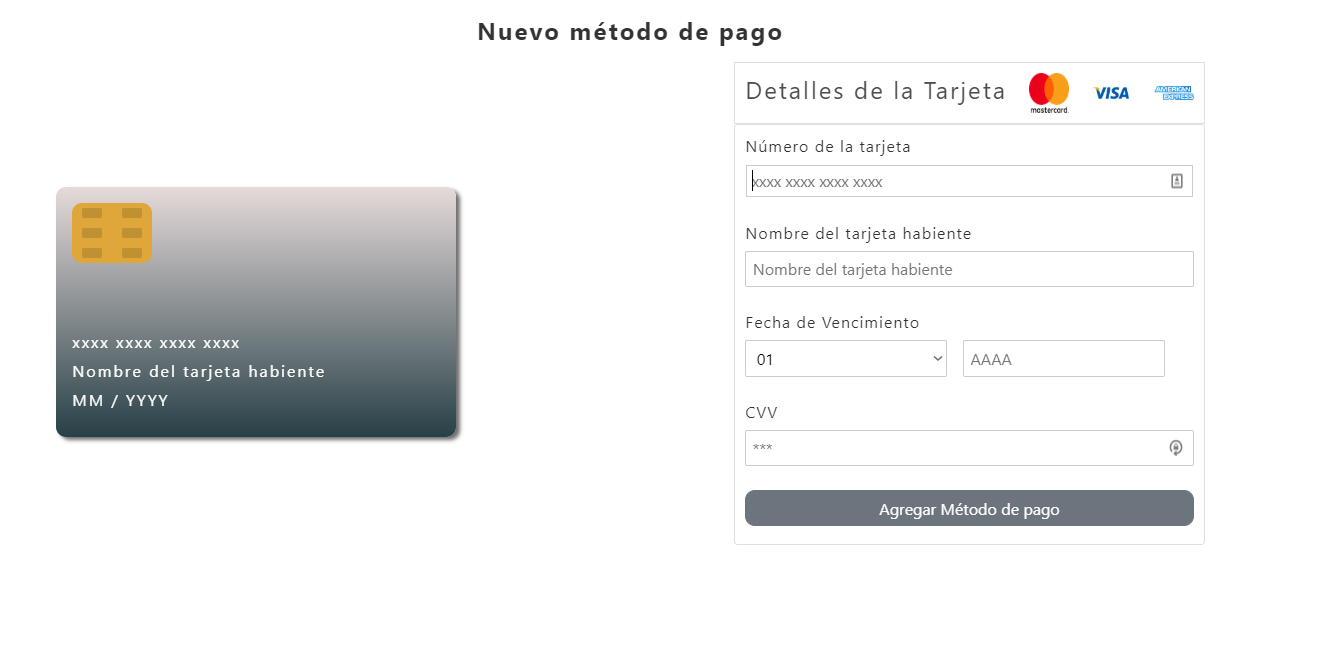 Nuevo método de pago
Detalles de la Tarjeta
mastercard.
VISA
AMERICAN
EXPRESS
Número de la tarjeta
xxxx xxxx xxxx xxxx
Nombre del tarjeta habiente
Nombre del tarjeta habiente
Fecha de Vencimiento
01 AAAA
CVV
***
Agregar Método de pago
xxxx xxxx xxxx xxxx
Nombre del tarjeta habiente
MM / YYYY